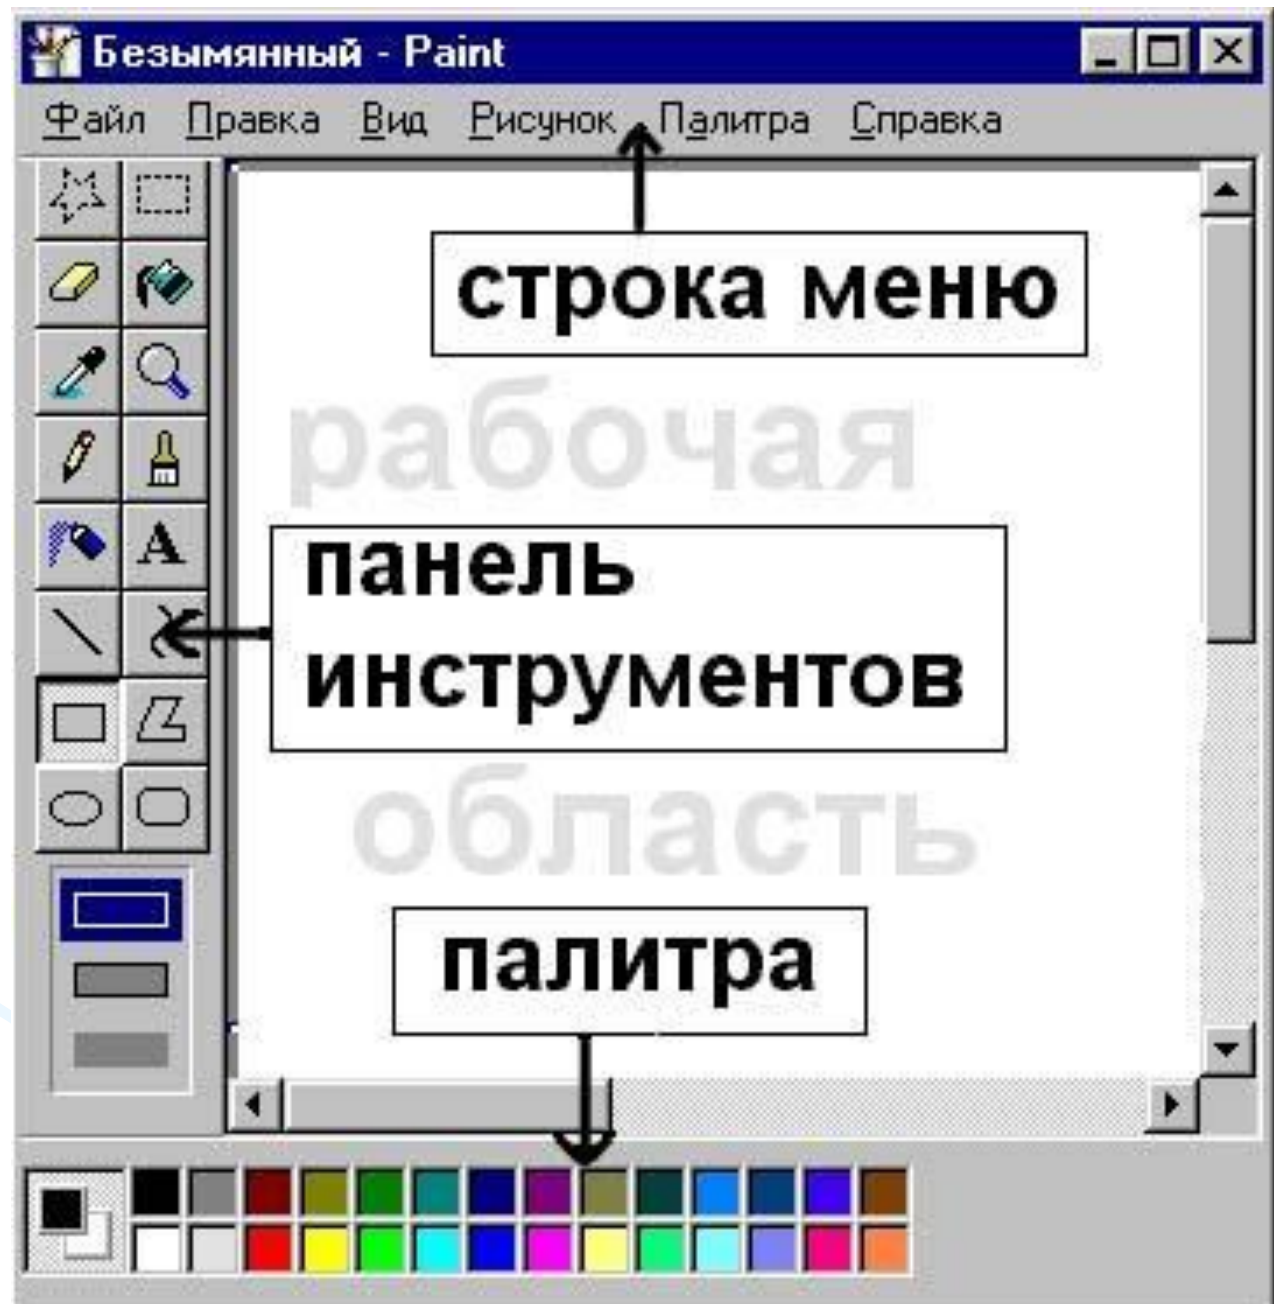 Безымянный - Paint
Файл Правка Вид Рисунок Палитра Справка
строка меню
рабочая
A
панель
инструментов
область
палитра